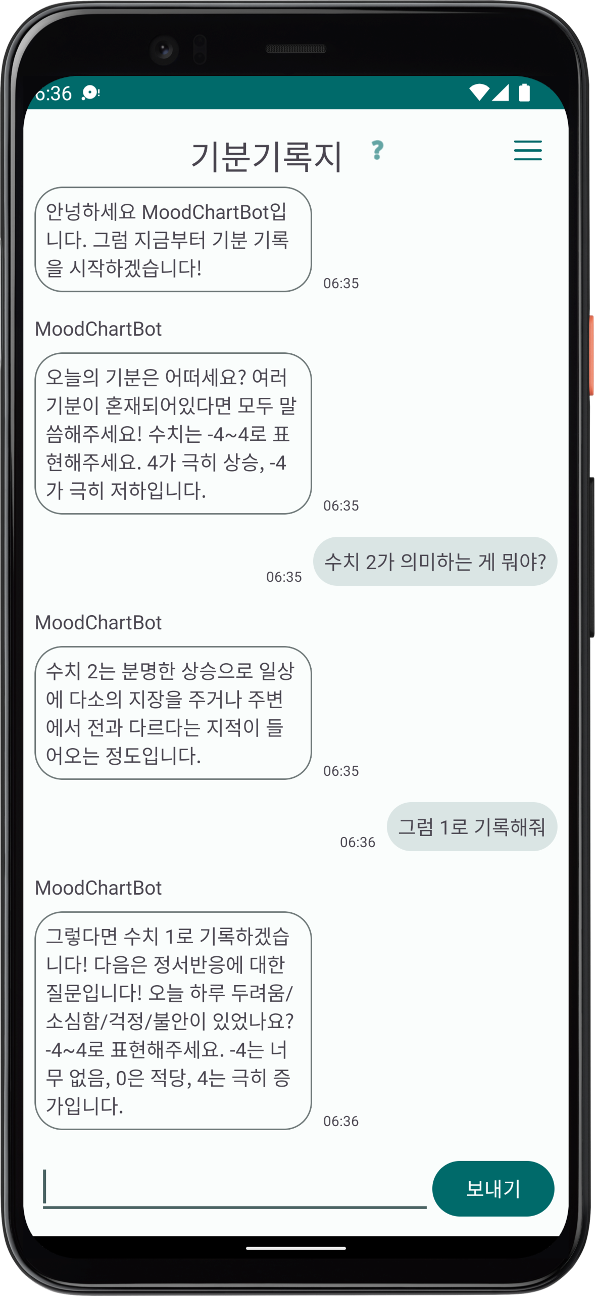 6:36
기분기록지 ?
안녕하세요 MoodChartBot입
니다. 그럼 지금부터 기분 기록
을 시작하겠습니다!
06:35
MoodChartBot
오늘의 기분은 어떠세요? 여러
기분이 혼재되어있다면 모두 말
씀해주세요! 수치는 -4~4로 표
현해주세요. 4가 극히 상승, -4
가 극히 저하입니다.
06:35
수치 2가 의미하는 게 뭐야?
06:35
MoodChartBot
수치 2는 분명한 상승으로 일상
에 다소의 지장을 주거나 주변
에서 전과 다르다는 지적이 들
어오는 정도입니다.
06:35
그럼 1로 기록해줘
06:36
MoodChartBot
그렇다면 수치 1로 기록하겠습
니다! 다음은 정서반응에 대한
질문입니다! 오늘 하루 두려움/
소심함/걱정/불안이 있었나요?
-4~4로 표현해주세요. -4는 너
무 없음, 0은 적당, 4는 극히 증
가입니다.
06:36
보내기